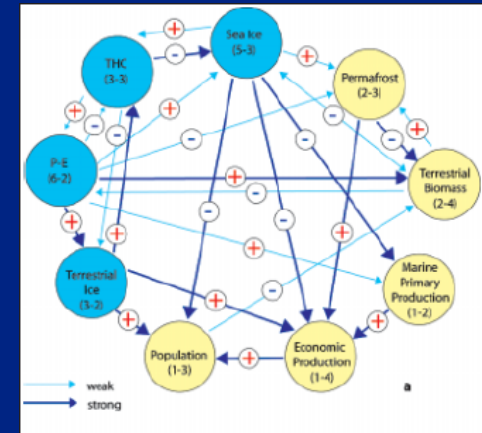 Sea Ice
(5-3)
THC
(3-3)
Permafrost
(2-3)
P-E
(6-2)
Terrestrial
Biomass
(2-4)
Terrestrial
Ice
(3-2)
Marine
Primary
Production
(1-2)
Population
(1-3)
Economic
Production
(1-4)
a
weak
strong